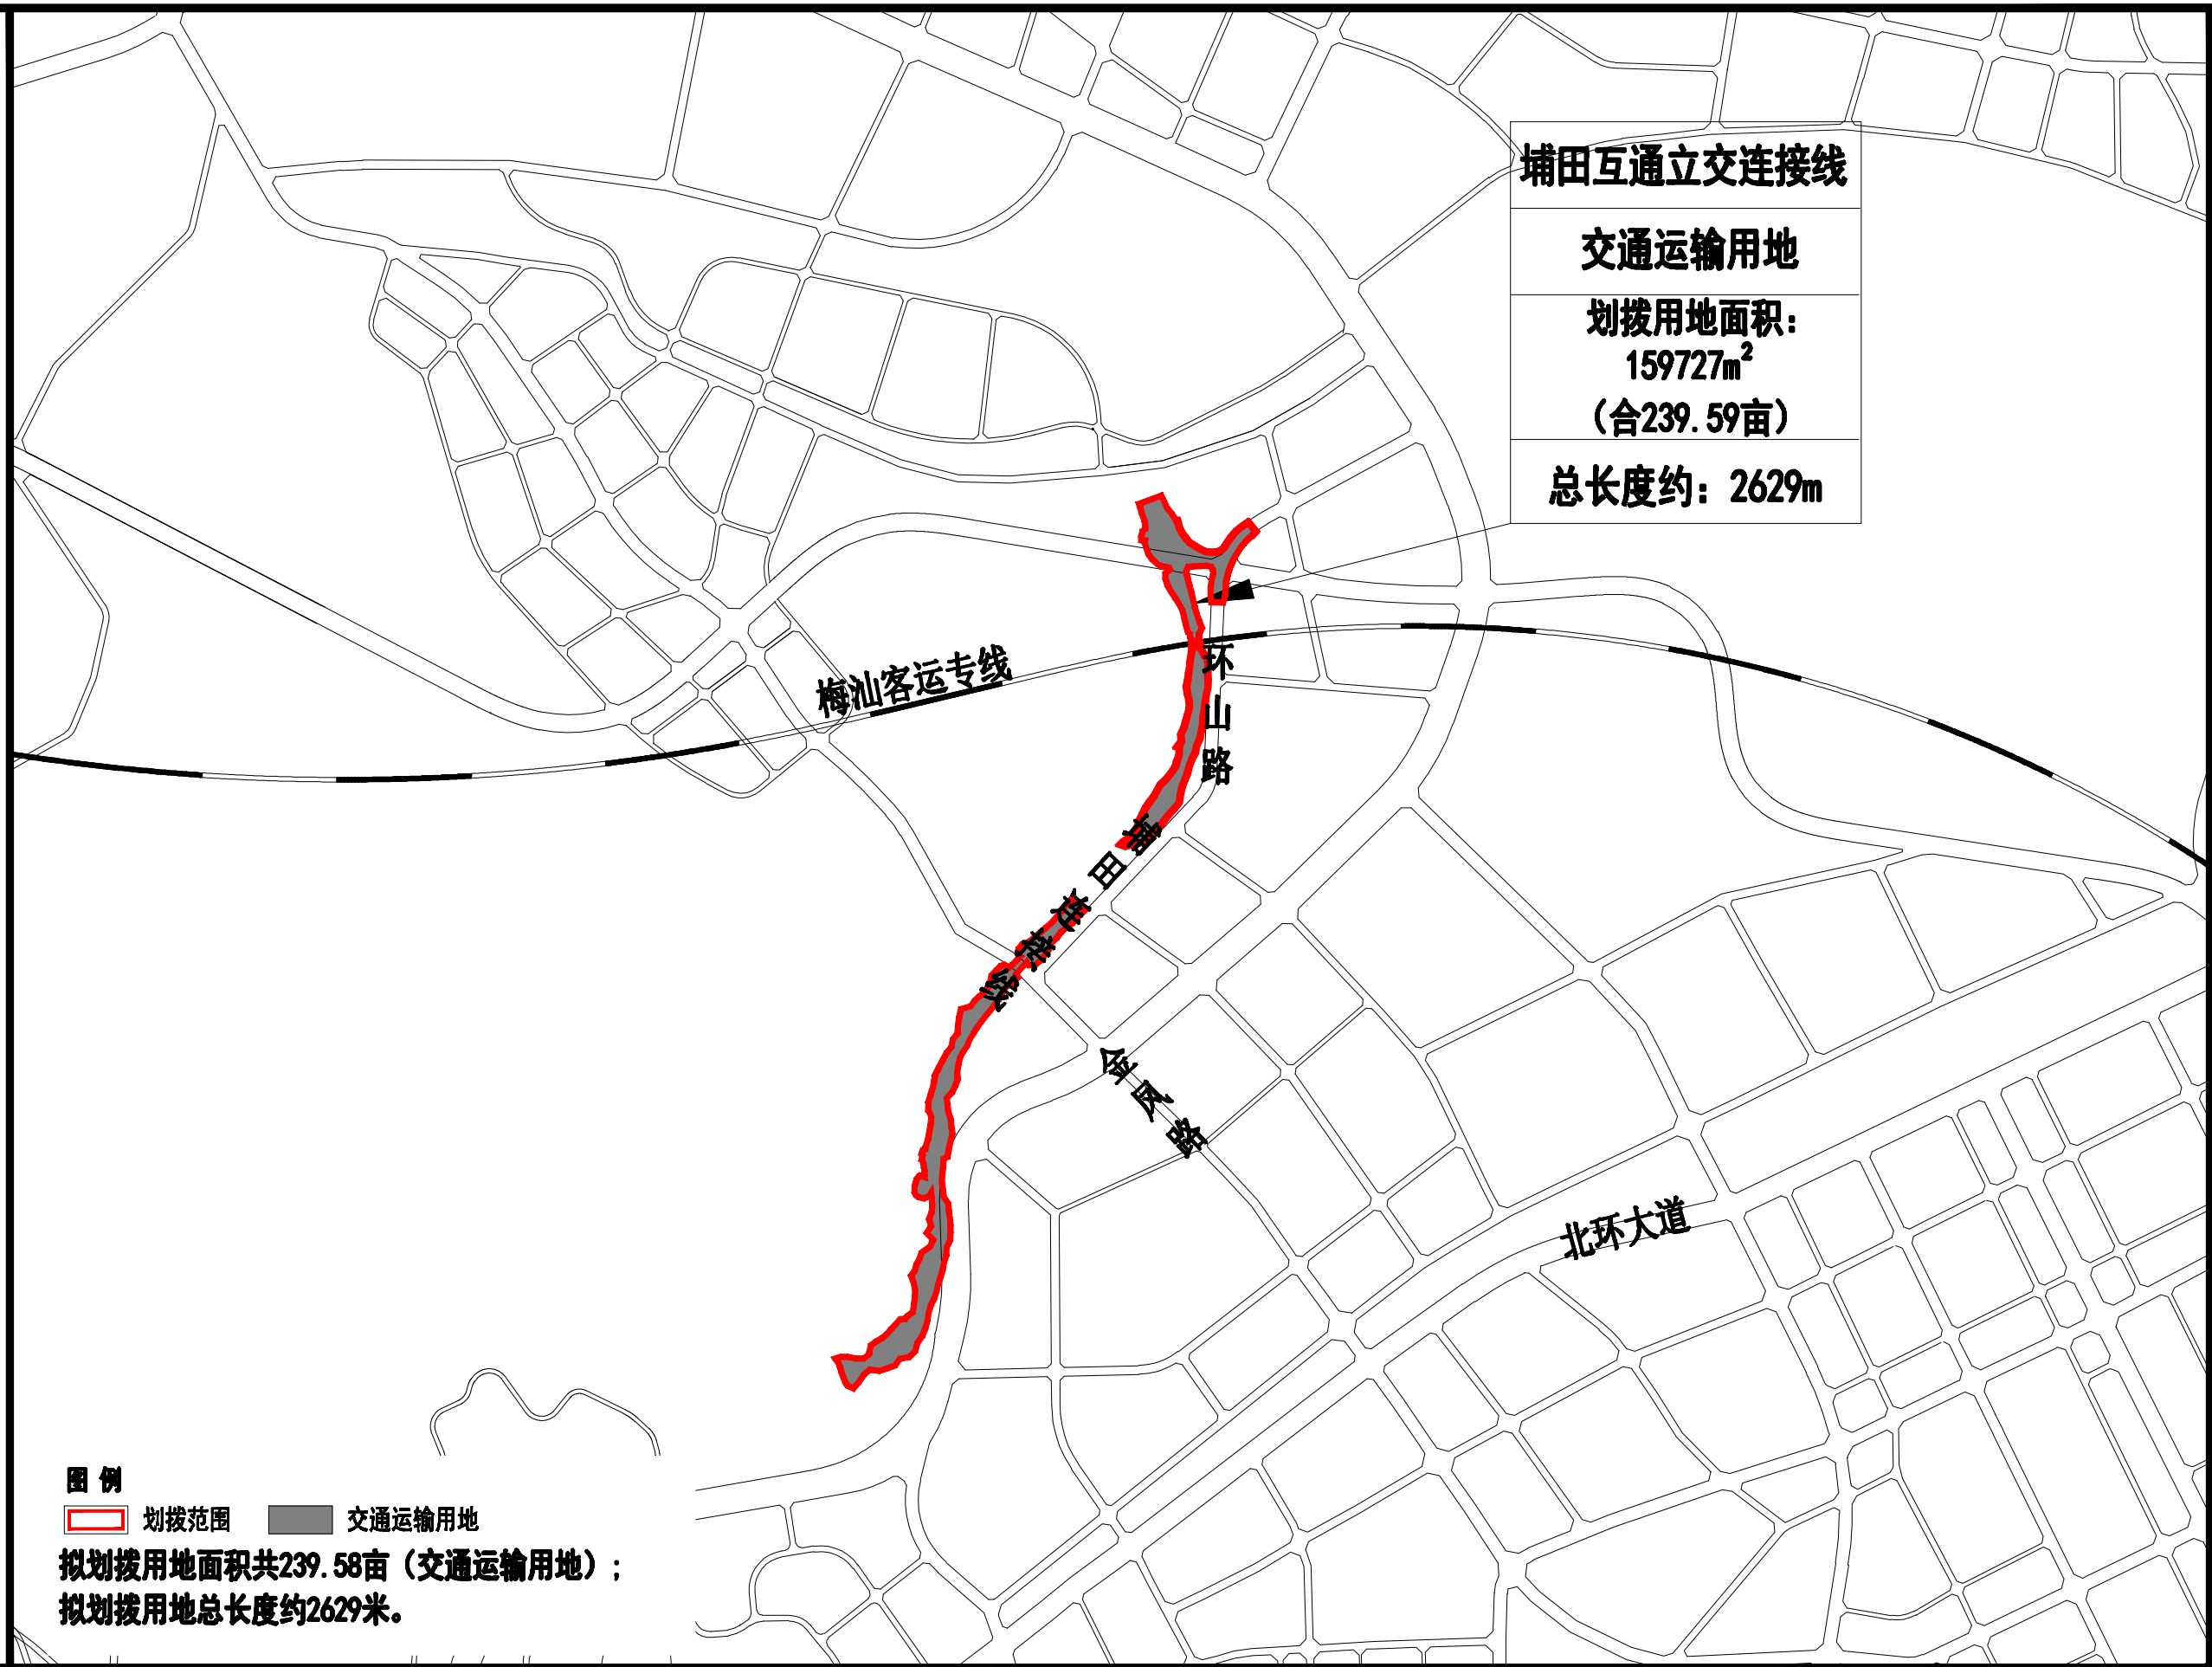 埔田互通立交连接线
交通运输用地
划拨用地面积：
159727m²
（合239.59亩）
总长度约：2629m
梅汕客运专线
环山路
埔田连接线
金凤路
北环大道
图 例
划拨范围
交通运输用地
拟划拨用地面积共239.58亩（交通运输用地）；
拟划拨用地总长度约2629米。